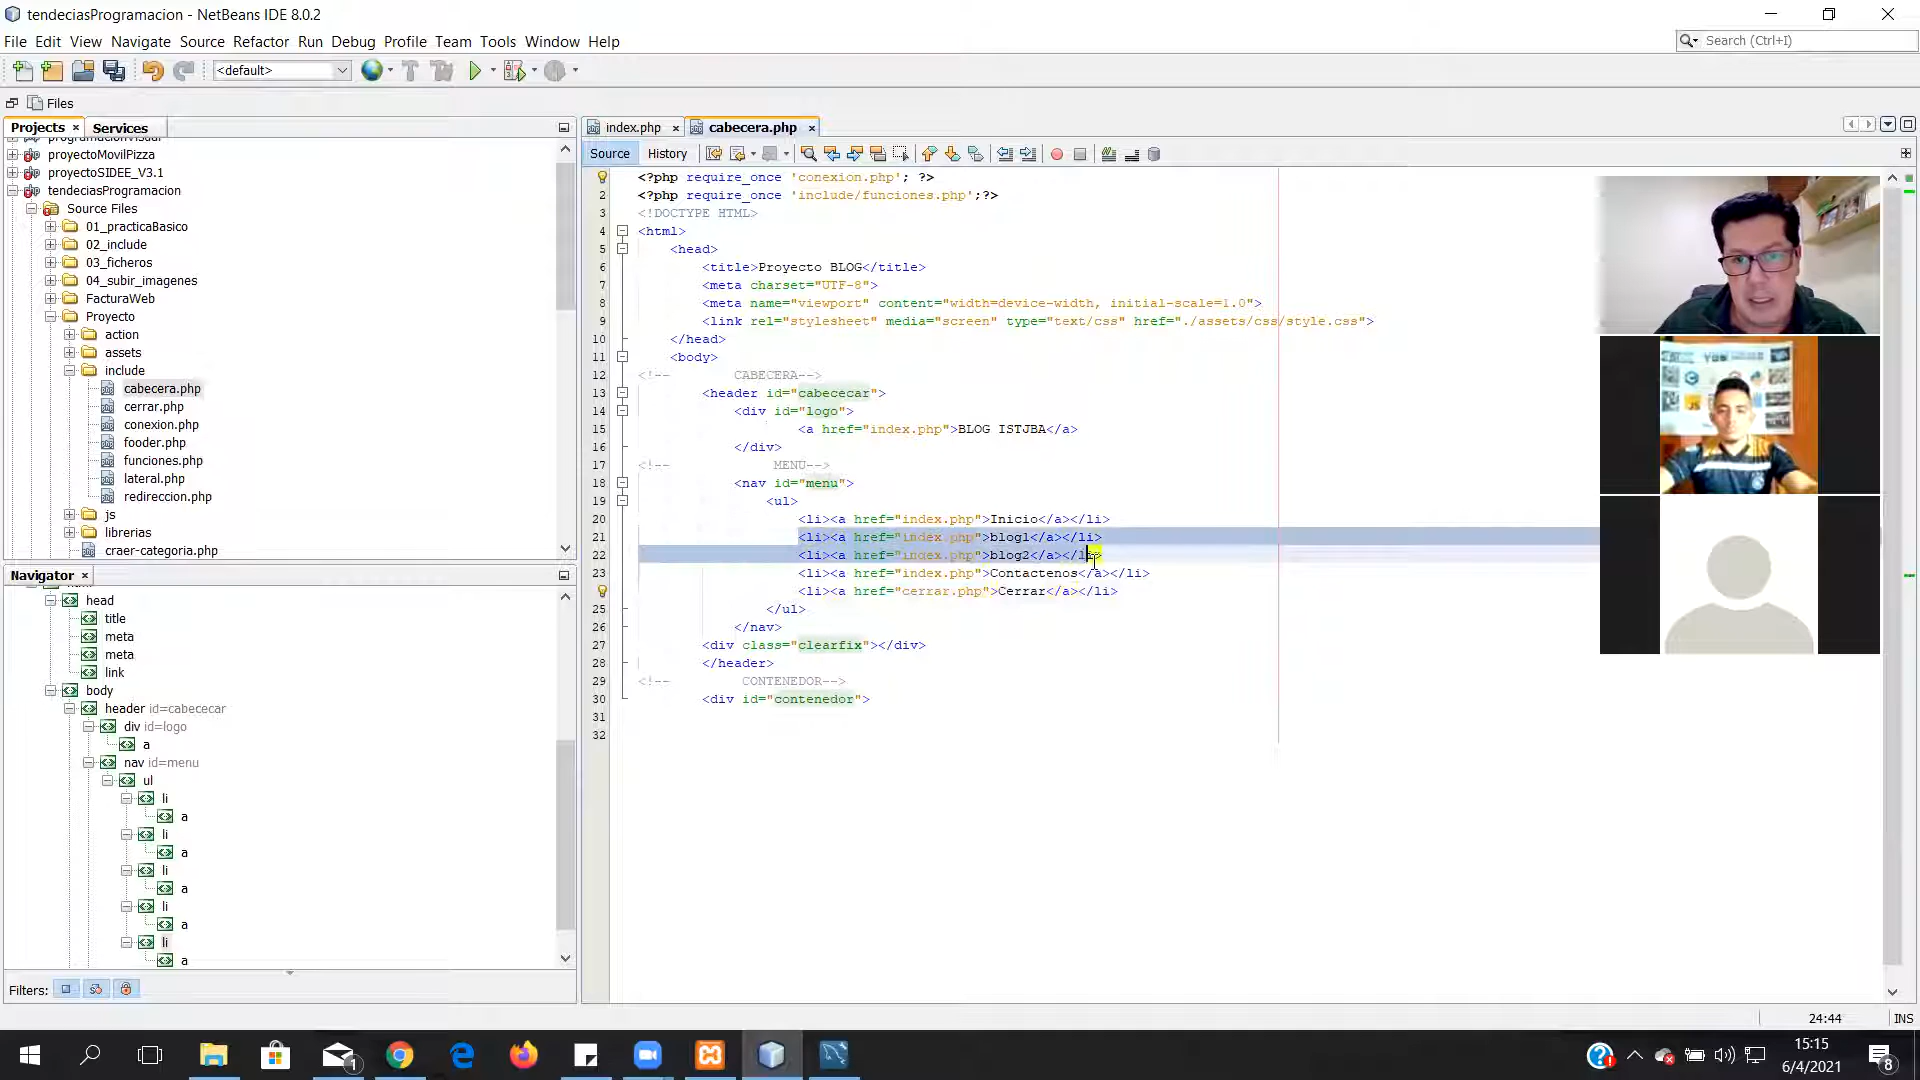 tendeciasProgramacion - NetBeans IDE 8.0.2
File Edit View Navigate Source Refactor Run Debug Profile Team Tools Window Help
Search (Ctrl+I)
<default>
Files
Projects Services
proyectoMovilPizza
proyectoSIDEE_V3.1
tendeciasProgramacion
Source Files
01_practicaBasico
02_include
03_ficheros
04_subir_imagenes
FacturaWeb
Proyecto
action
assets
include
cabecera.php
cerrar.php
conexion.php
fooder.php
funciones.php
lateral.php
redireccion.php
js
librerias
craer-categoria.php
Navigator
head
title
meta
meta
link
body
header id=cabececar
div id=logo
a
nav id=menu
ul
li
a
li
a
li
a
li
a
li
a
Filters:
index.php cabecera.php
Source History
<?php require_once 'conexion.php'; ?>
2 <?php require_once 'include/funciones.php';?>
3 <!DOCTYPE HTML>
4 <html>
5 <head>
6 <title>Proyecto BLOG</title>
7 <meta charset="UTF-8">
8 <meta name="viewport" content="width=device-width, initial-scale=1.0">
9 <link rel="stylesheet" media="screen" type="text/css" href="./assets/css/style.css">
10 </head>
11 <body>
12 <!-- CABECERA-->
13 <header id="cabececar">
14 <div id="logo">
15 <a href="index.php">BLOG ISTJBA</a>
16 </div>
17 <!-- MENU-->
18 <nav id="menu">
19 <ul>
20 <li><a href="index.php">Inicio</a></li>
21 <li><a href="index.php">blog1</a></li>
22 <li><a href="index.php">blog2</a></li>
23 <li><a href="index.php">Contactenos</a></li>
<li><a href="cerrar.php">Cerrar</a></li>
25 </ul>
26 </nav>
27 <div class="clearfix"></div>
28 </header>
29 <!-- CONTENEDOR-->
30 <div id="contenedor">
31
32
24:44 INS
1
15:15
6/4/2021
8